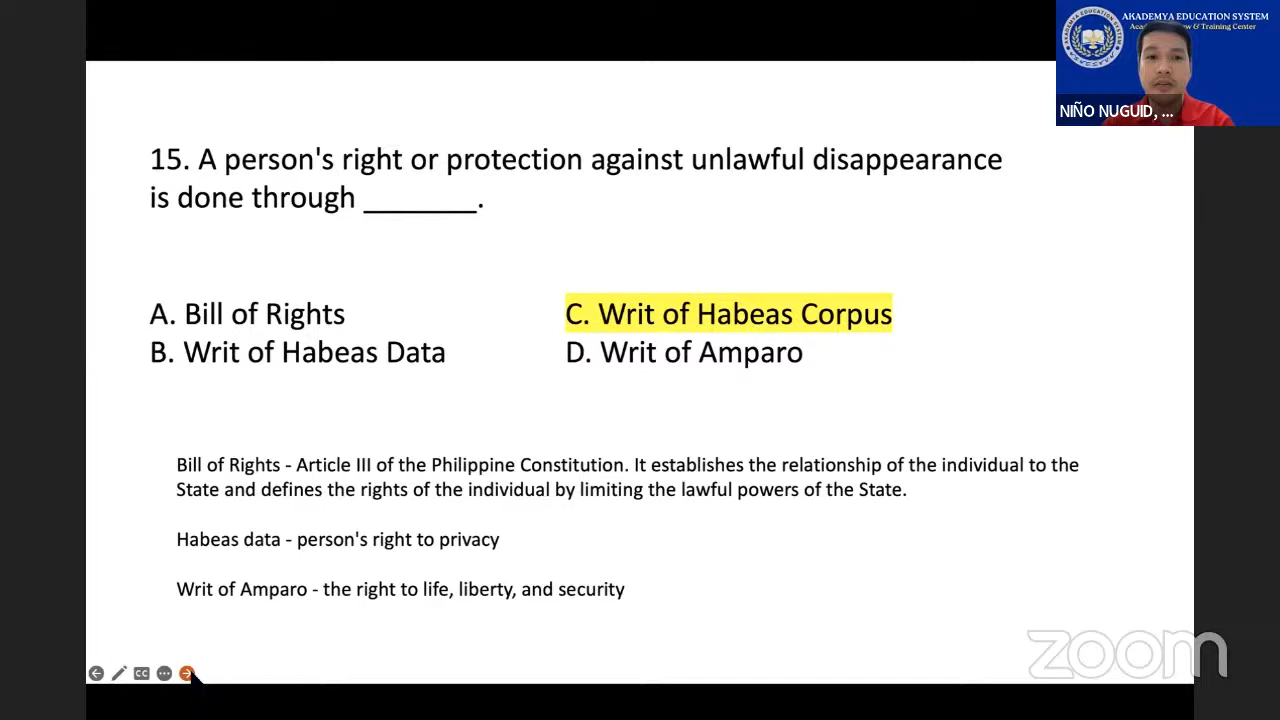 AKADEMYA EDUCATION SYSTEM
& Training Center
NIÑO NUGUID, ...
15. A person's right or protection against unlawful disappearance
is done through _______.
A. Bill of Rights
C. Writ of Habeas Corpus
B. Writ of Habeas Data
D. Writ of Amparo
Bill of Rights - Article III of the Philippine Constitution. It establishes the relationship of the individual to the
State and defines the rights of the individual by limiting the lawful powers of the State.
Habeas data - person's right to privacy
Writ of Amparo - the right to life, liberty, and security
CC
zoom